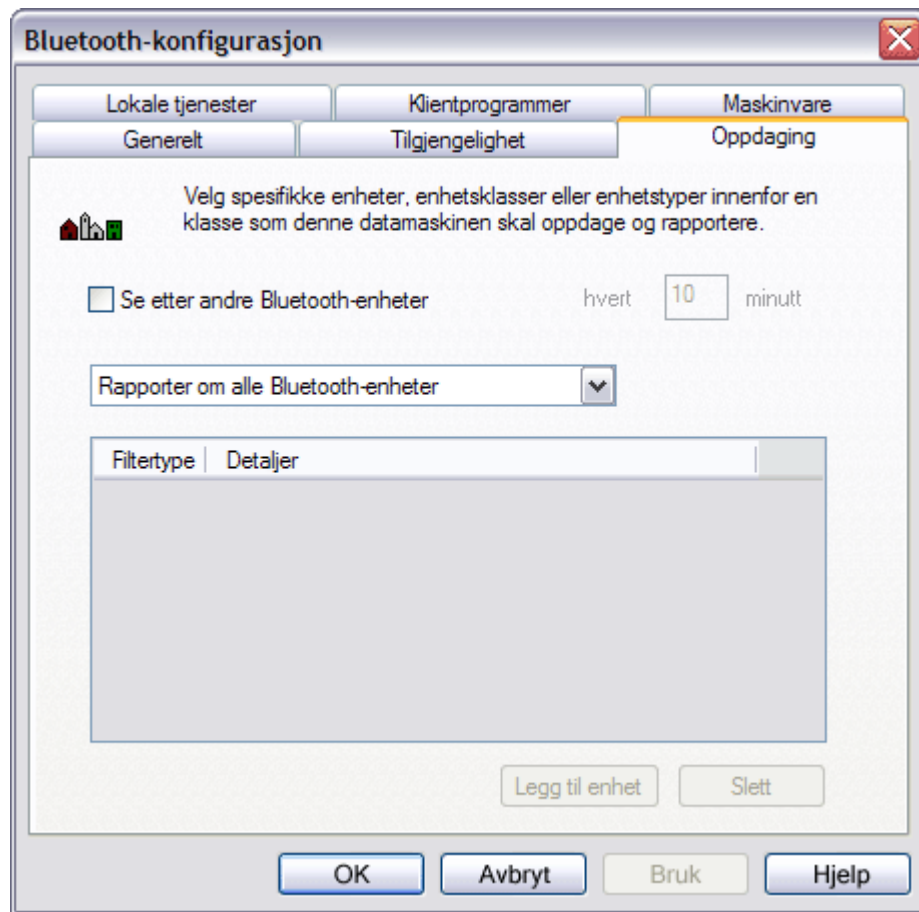 Bluetooth-konfigurasjon
Lokale tjenester Klientprogrammer Maskinvare
Generelt Tilgjengelighet Oppdaging
Velg spesifikke enheter, enhetsklasser eller enhetstyper innenfor en
klasse som denne datamaskinen skal oppdage og rapportere.
Se etter andre Bluetooth-enheter hvert 10 minutt
Rapporter om alle Bluetooth-enheter
Filtertype Detaljer
Legg til enhet Slett
OK Avbryt Bruk Hjelp